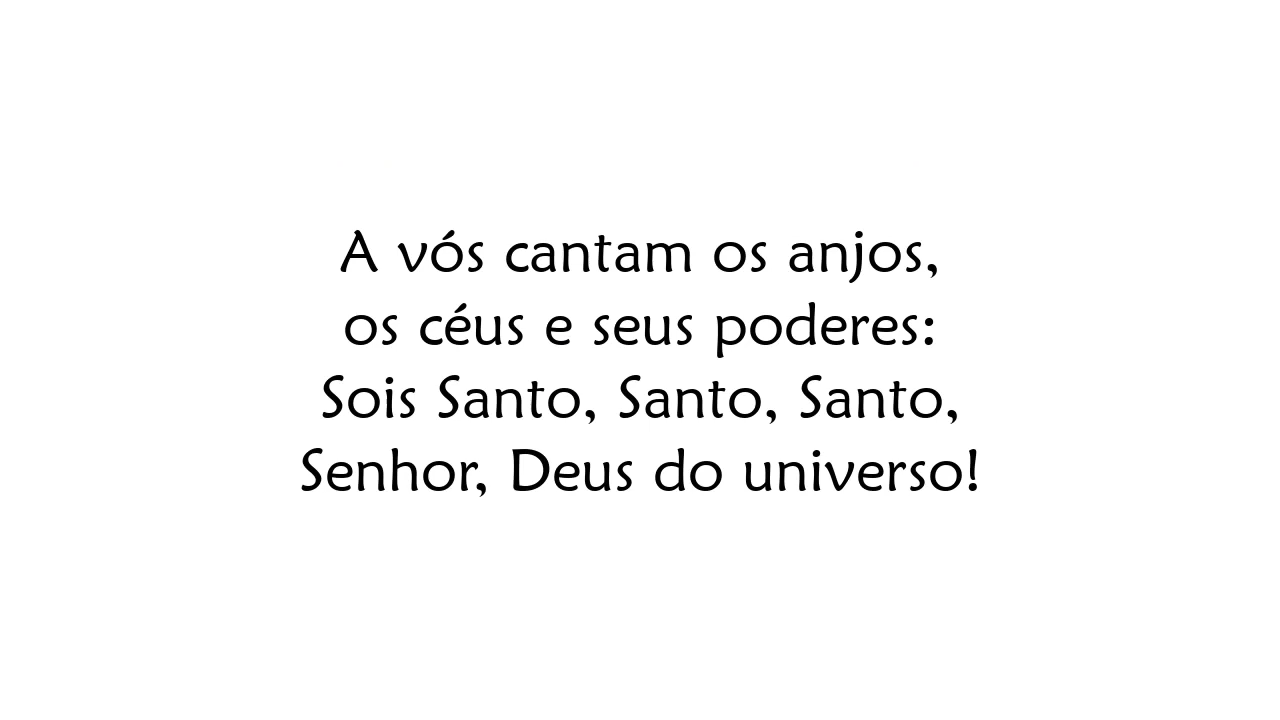 A vós cantam os anjos,
os céus e seus poderes:
Sois Santo, Santo, Santo,
Senhor, Deus do universo!